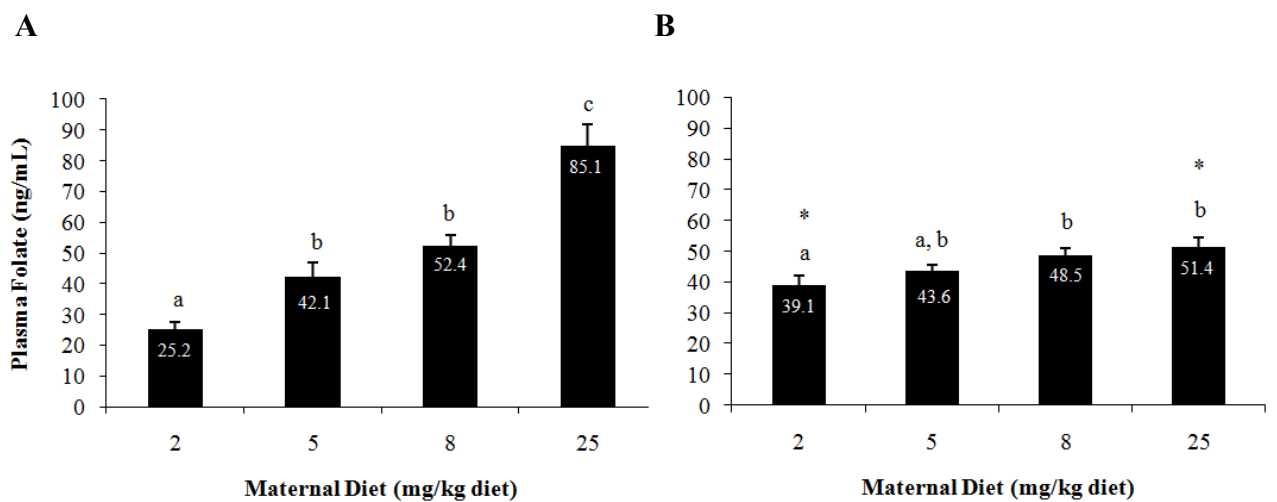 A
Plasma Folate (ng/mL)
100
90
80
70
60
50
40
30
20
10
0
a
b
b
c
25.2
42.1
52.4
85.1
2 5 8 25
Maternal Diet (mg/kg diet)
B
100
90
80
70
60
50
40
30
20
10
0
* *
a a, b b b
39.1 43.6 48.5 51.4
2 5 8 25
Maternal Diet (mg/kg diet)